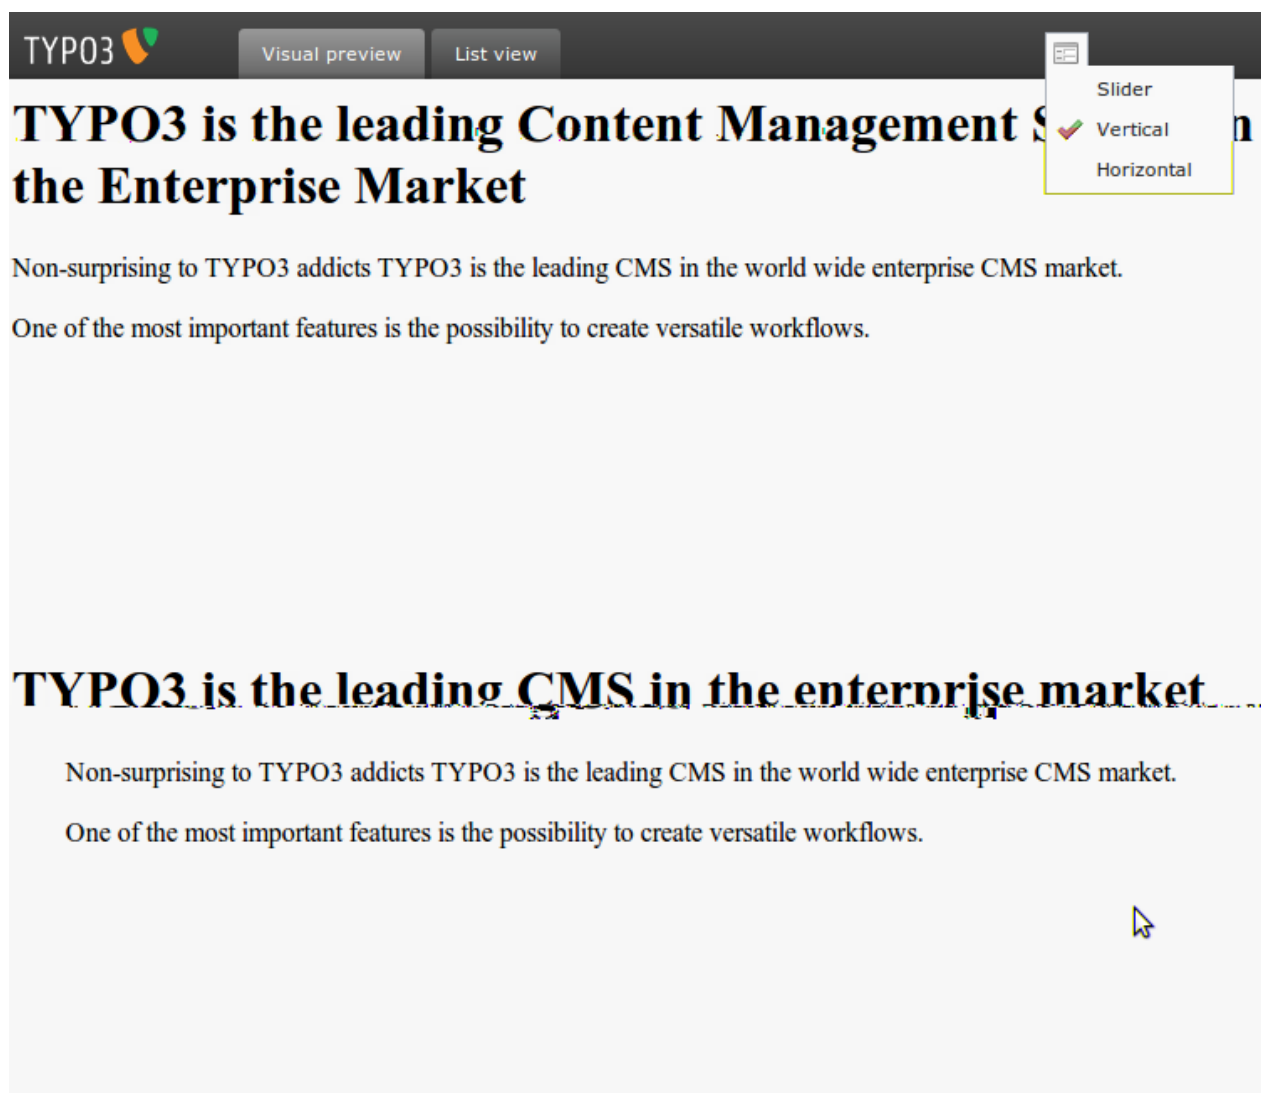 TYPO3
Visual preview
List view
Slider
Vertical
Horizontal
TYPO3 is the leading Content Management
the Enterprise Market
Non-surprising to TYPO3 addicts TYPO3 is the leading CMS in the world wide enterprise CMS market.
One of the most important features is the possibility to create versatile workflows.
TYPO3 is the leading CMS in the enterprise market
Non-surprising to TYPO3 addicts TYPO3 is the leading CMS in the world wide enterprise CMS market.
One of the most important features is the possibility to create versatile workflows.